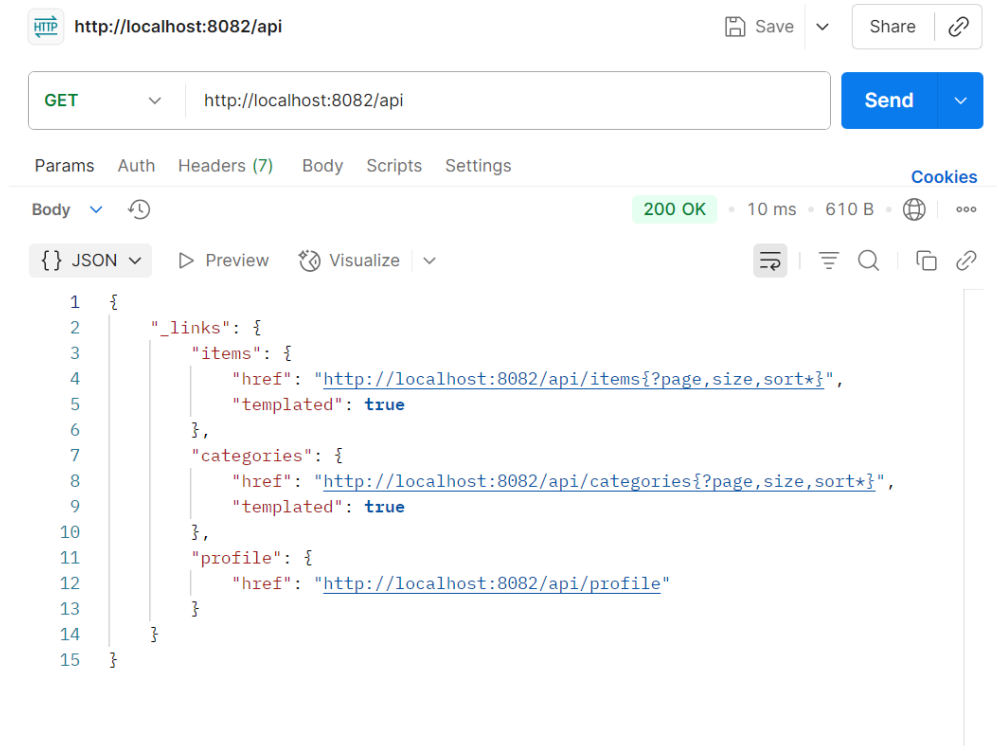 HTTP http://localhost:8082/api Save Share
GET http://localhost:8082/api Send
Params Auth Headers (7) Body Scripts Settings Cookies
Body 200 OK 10 ms 610 B
{} JSON Preview Visualize
1 {
2 "_links": {
3 "items": {
4 "href": "http://localhost:8082/api/items{?page,size,sort*}",
5 "templated": true
6 },
7 "categories": {
8 "href": "http://localhost:8082/api/categories{?page,size,sort*}",
9 "templated": true
10 },
11 "profile": {
12 "href": "http://localhost:8082/api/profile"
13 }
14 }
15 }